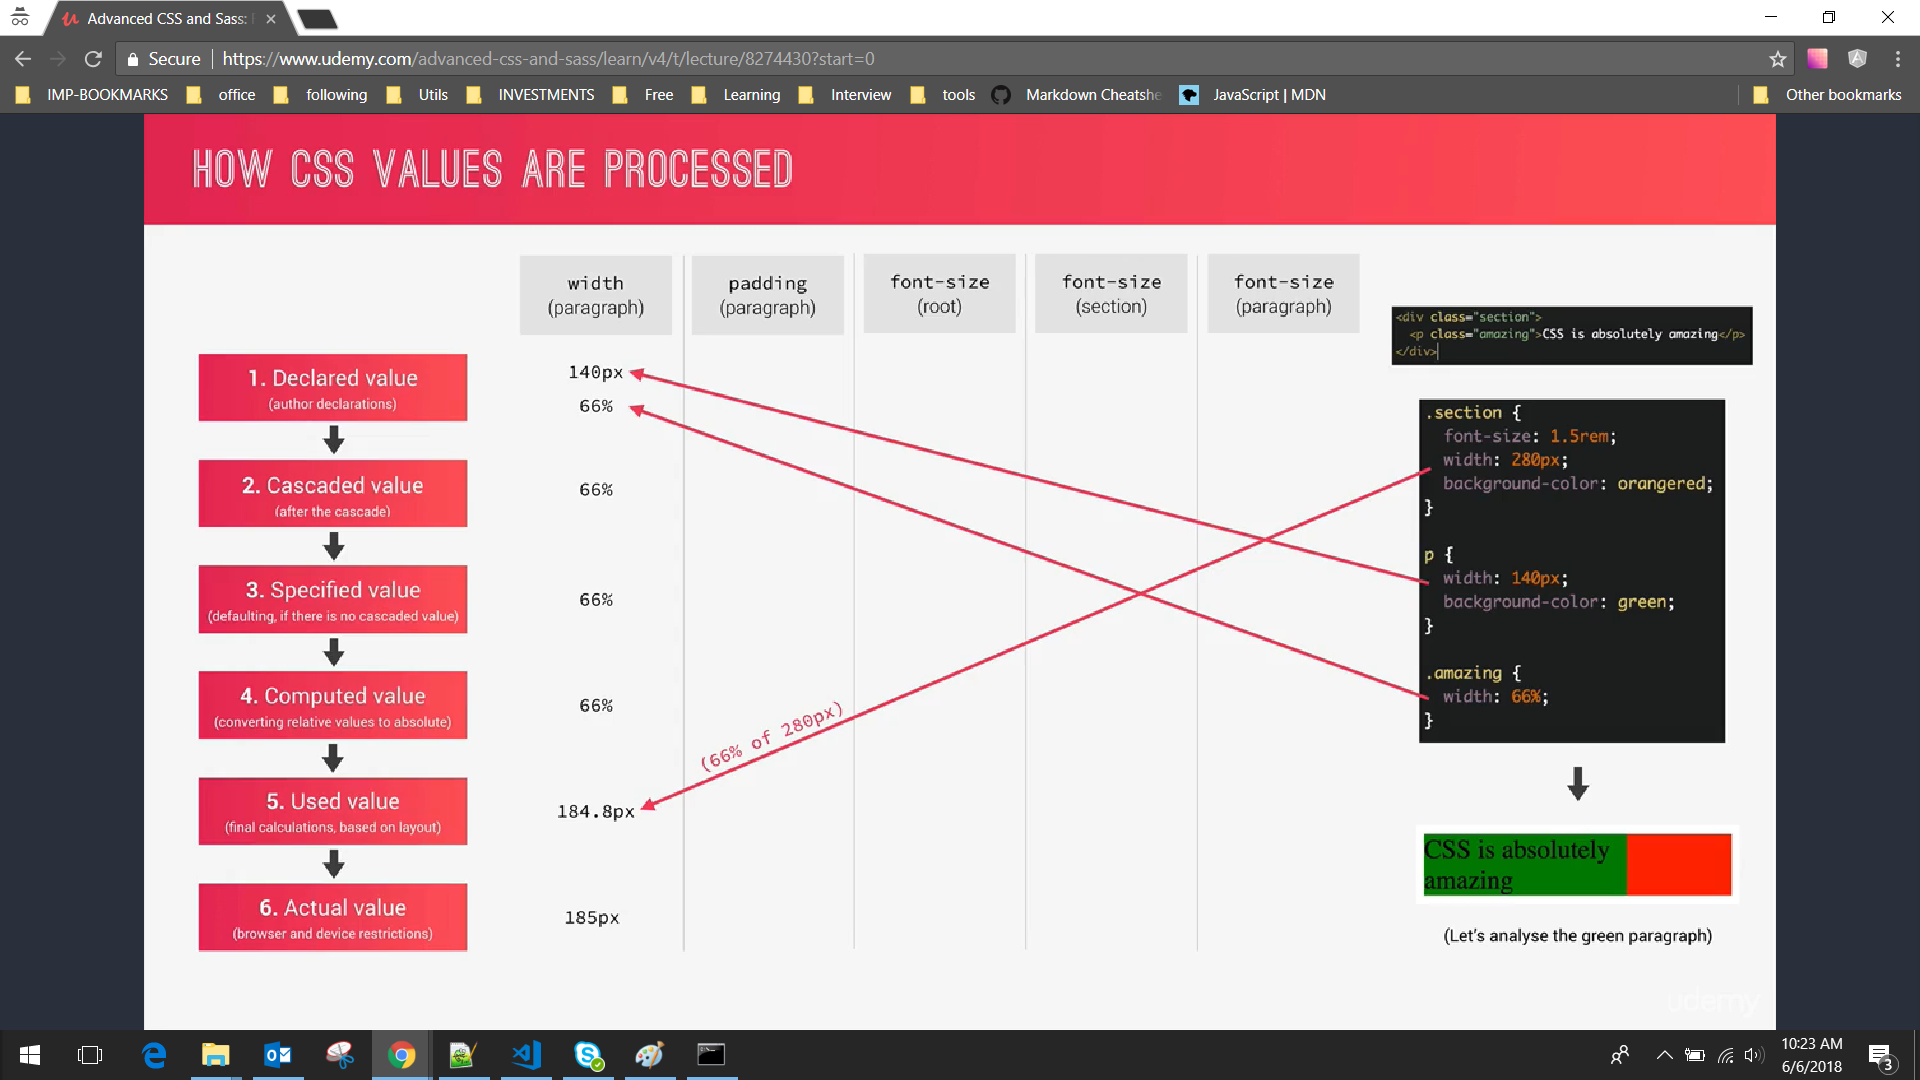 Advanced CSS and Sass:
Secure
https://www.udemy.com/advanced-css-and-sass/learn/v4/t/lecture/8274430?start=0
IMP-BOOKMARKS office following Utils INVESTMENTS Free Learning Interview tools Markdown Cheatshe JavaScript | MDN Other bookmarks
HOW CSS VALUES ARE PROCESSED
width
(paragraph)
padding
(paragraph)
font-size
(root)
font-size
(section)
font-size
(paragraph)
1. Declared value
(author declarations)
140px
66%
2. Cascaded value
(after the cascade)
66%
3. Specified value
(defaulting, if there is no cascaded value)
66%
4. Computed value
(converting relative values to absolute)
66%
(66% of 280px)
5. Used value
(final calculations, based on layout)
184.8px
6. Actual value
(browser and device restrictions)
185px
<div class="section">
<p class="amazing">CSS is absolutely amazing</p>
</div>
.section {
font-size: 1.5rem;
width: 280px;
background-color: orangered;
}
p {
width: 140px;
background-color: green;
}
.amazing {
width: 66%;
}
CSS is absolutely
amazing
(Let's analyse the green paragraph)
udemy
10:23 AM
6/6/2018
3